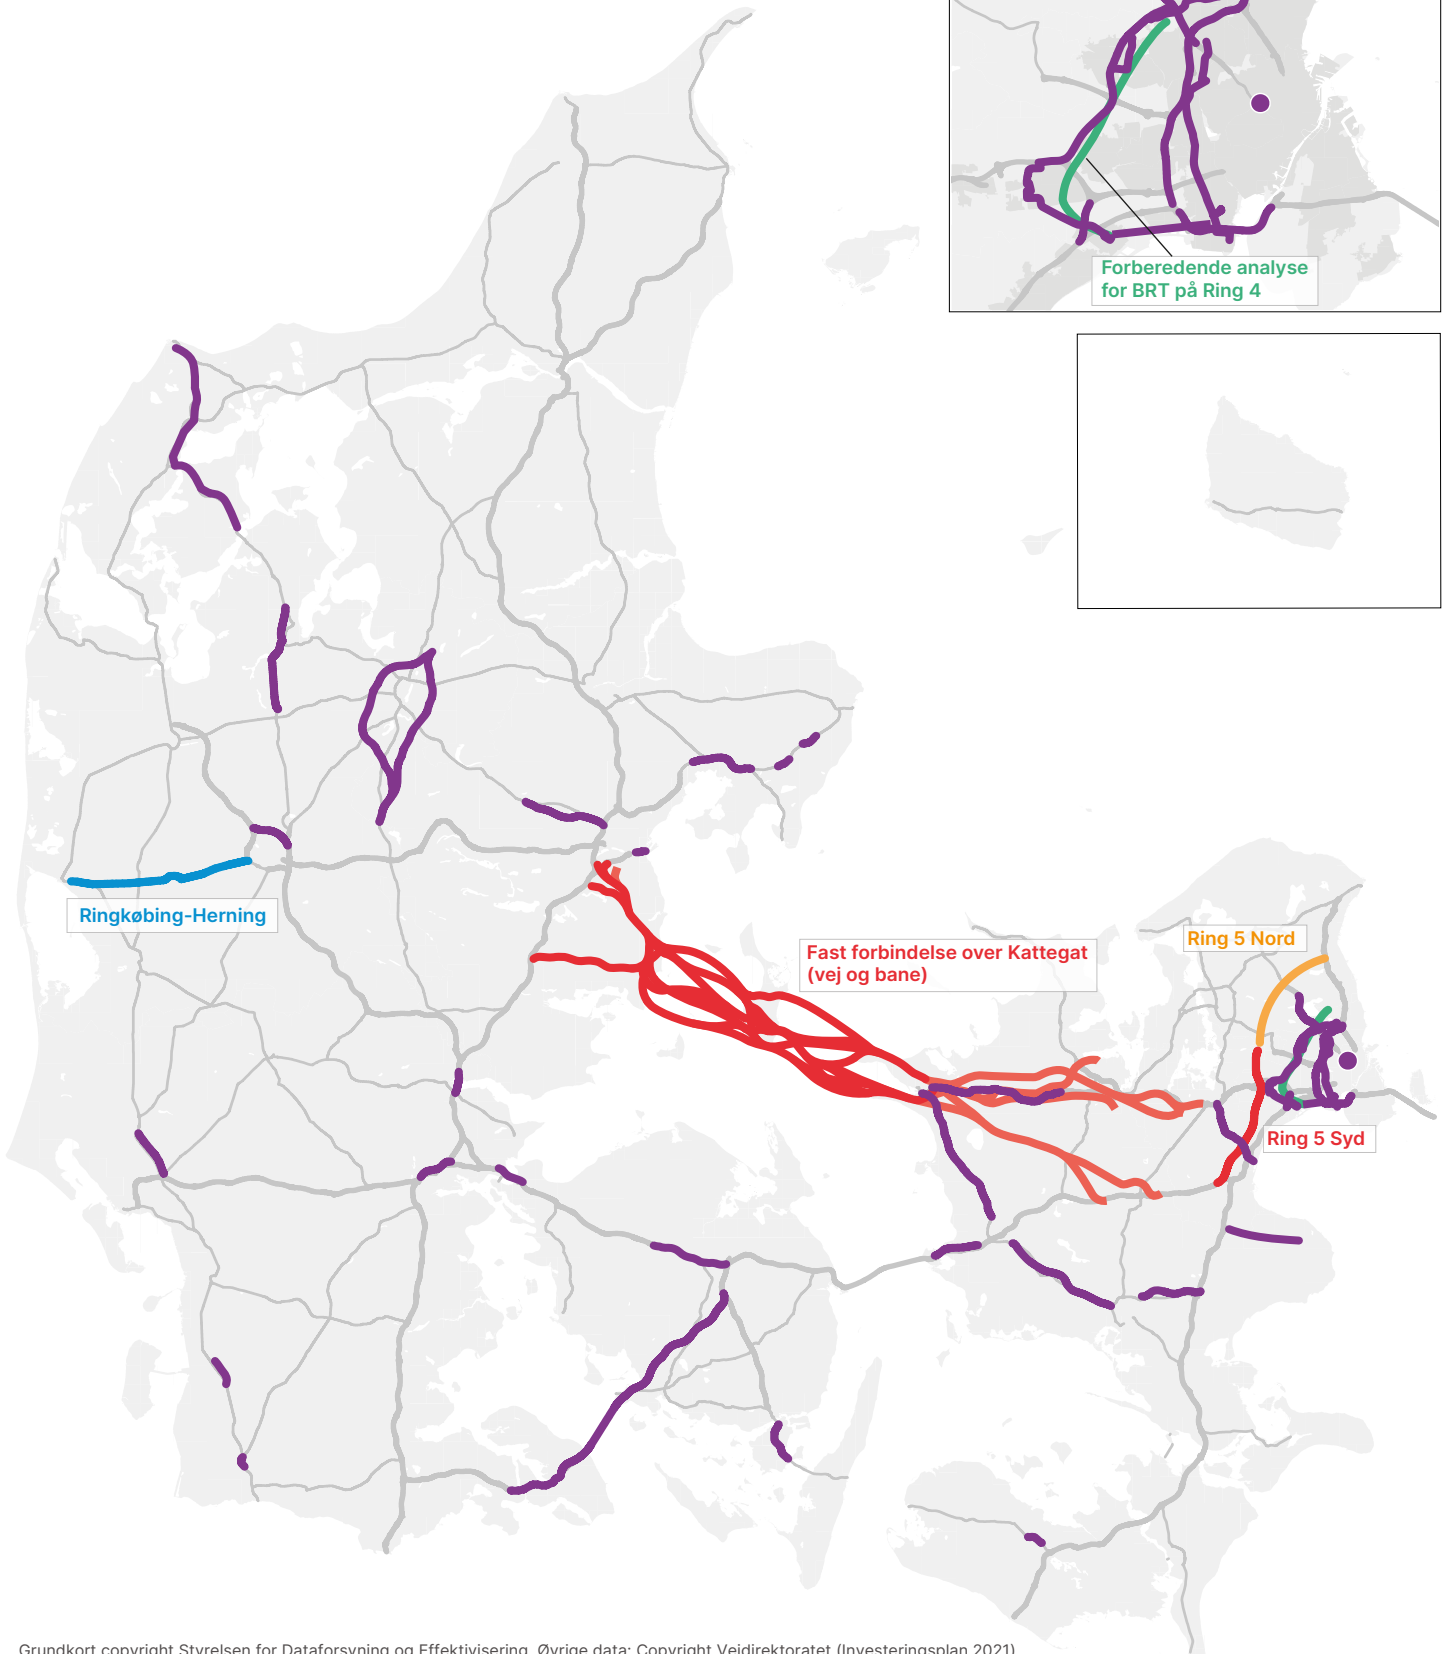 Forberedende analyse
for BRT på Ring 4
Ringkøbing-Herning
Fast forbindelse over Kattegat
(vej og bane)
Ring 5 Nord
Ring 5 Syd
Grundkort copyright Styrelsen for Dataforsyning og Effektivisering. Øvrige data: Copyright Vejdirektoratet (Investeringsplan 2021)